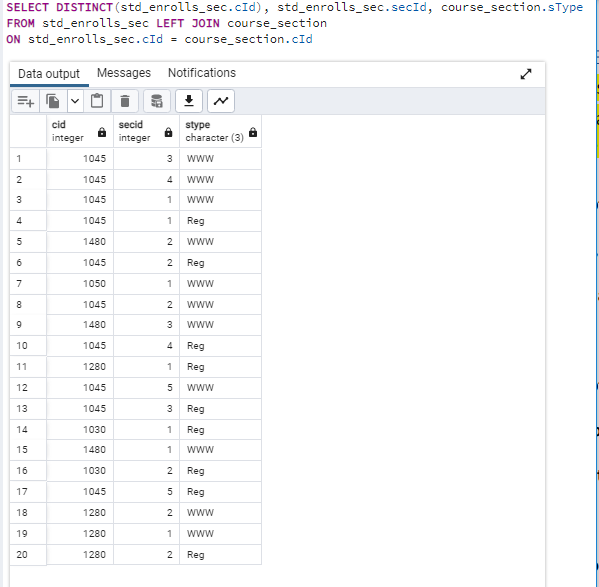 SELECT DISTINCT(std_enrolls_sec.cId), std_enrolls_sec.secId, course_section.sType
FROM std_enrolls_sec LEFT JOIN course_section
ON std_enrolls_sec.cId = course_section.cId
Data output Messages Notifications
cid secid stype
integer integer character (3)
1 1045 3 WWW
2 1045 4 WWW
3 1045 1 WWW
4 1045 1 Reg
5 1480 2 WWW
6 1045 2 Reg
7 1050 1 WWW
8 1045 2 WWW
9 1480 3 WWW
10 1045 4 Reg
11 1280 1 Reg
12 1045 5 WWW
13 1045 3 Reg
14 1030 1 Reg
15 1480 1 WWW
16 1030 2 Reg
17 1045 5 Reg
18 1280 2 WWW
19 1280 1 WWW
20 1280 2 Reg